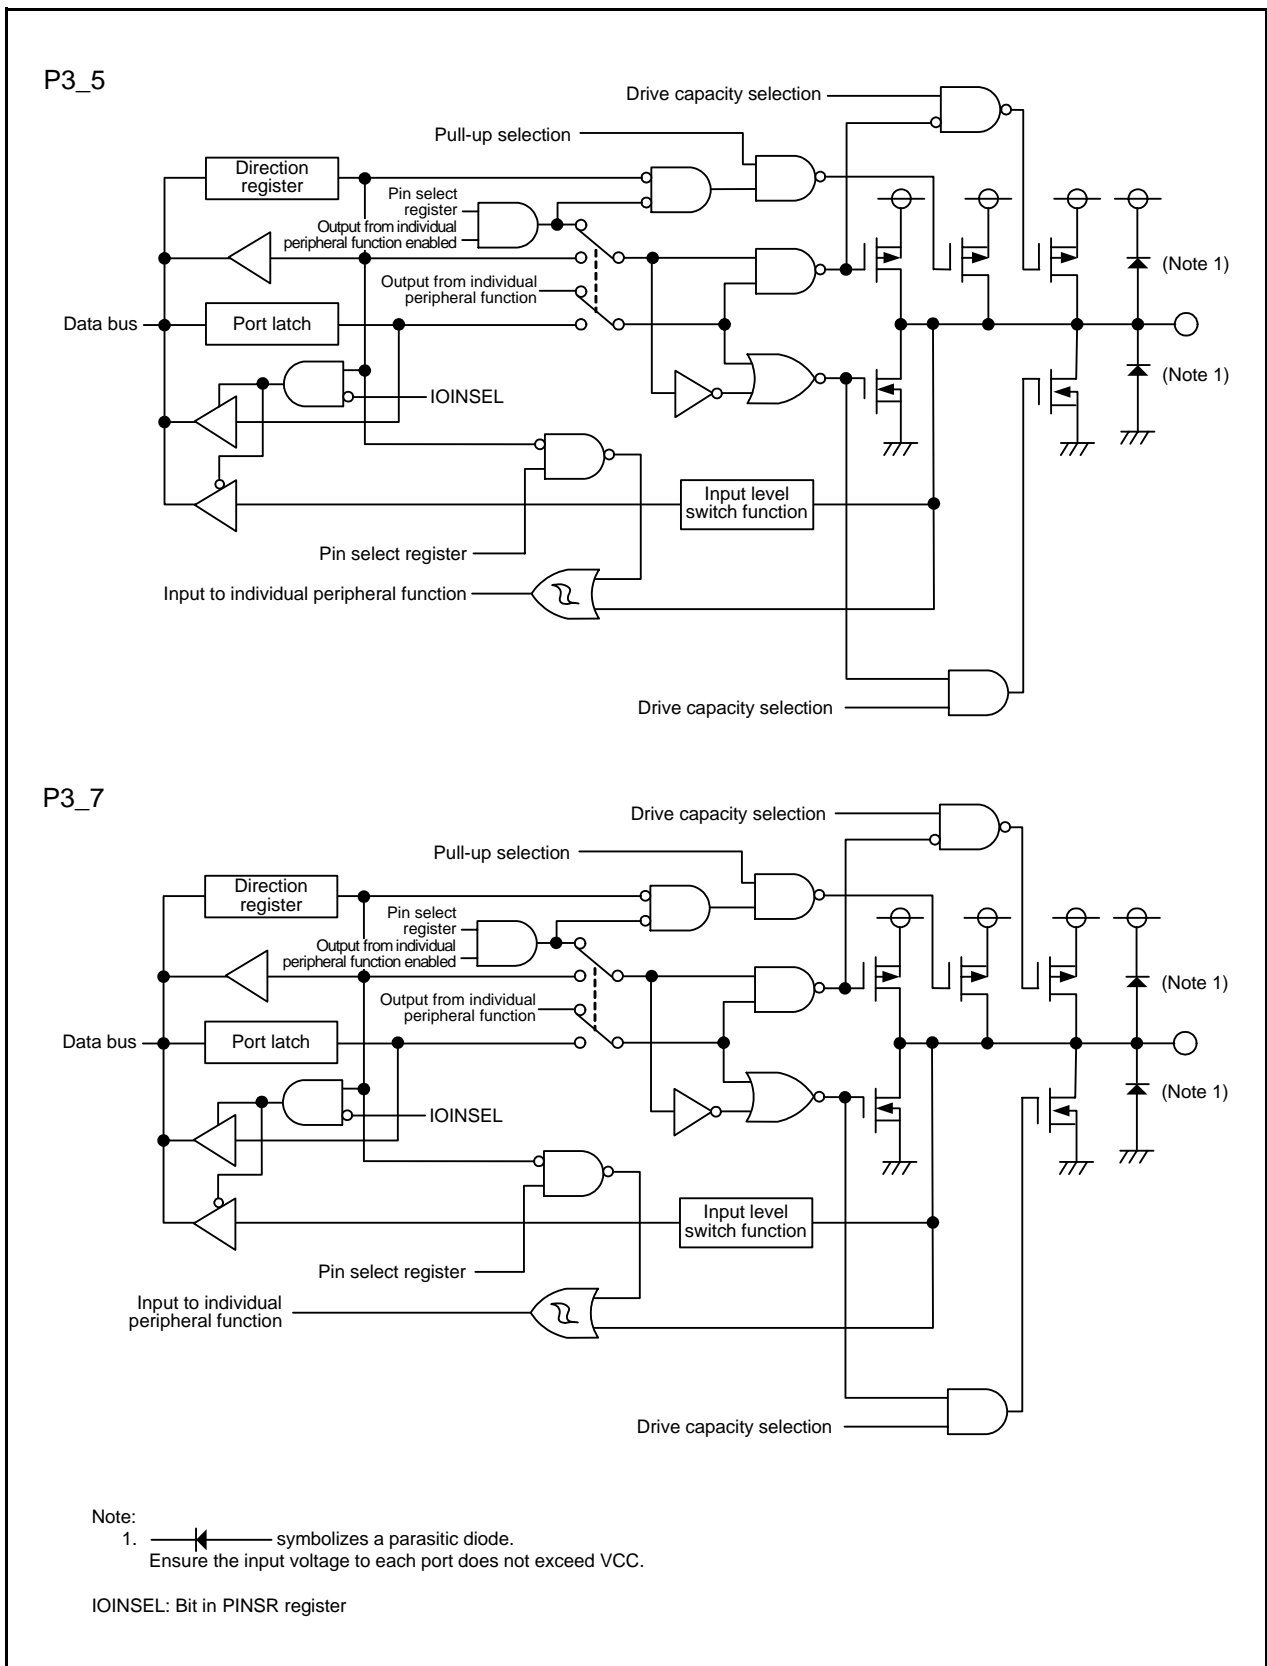 P3_5
Drive capacity selection
Pull-up selection
Direction
register
Pin select
register
Output from individual
peripheral function enabled
Output from individual
peripheral function
(Note 1)
Data bus
Port latch
(Note 1)
IOINSEL
Input level
switch function
Pin select register
Input to individual peripheral function
Drive capacity selection
P3_7
Drive capacity selection
Pull-up selection
Direction
register
Pin select
register
Output from individual
peripheral function enabled
Output from individual
peripheral function
(Note 1)
Data bus
Port latch
(Note 1)
IOINSEL
Input level
switch function
Pin select register
Input to individual
peripheral function
Drive capacity selection
Note:
1. symbolizes a parasitic diode.
Ensure the input voltage to each port does not exceed VCC.
IOINSEL: Bit in PINSR register